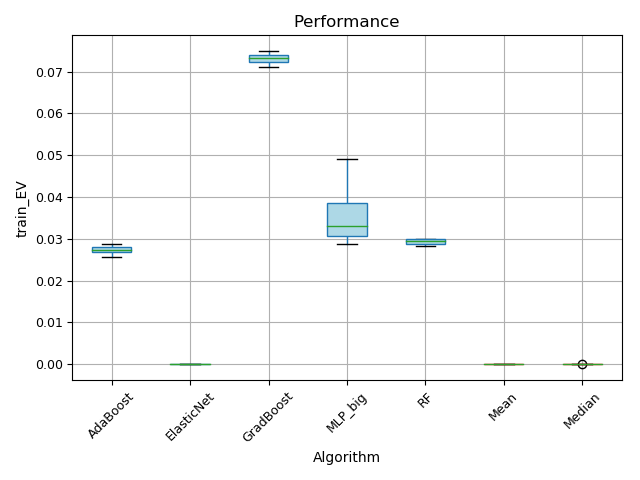 Performance
train_EV
0.07
0.06
0.05
0.04
0.03
0.02
0.01
0.00
AdaBoost
ElasticNet
GradBoost
MLP_big
RF
Mean
Median
Algorithm